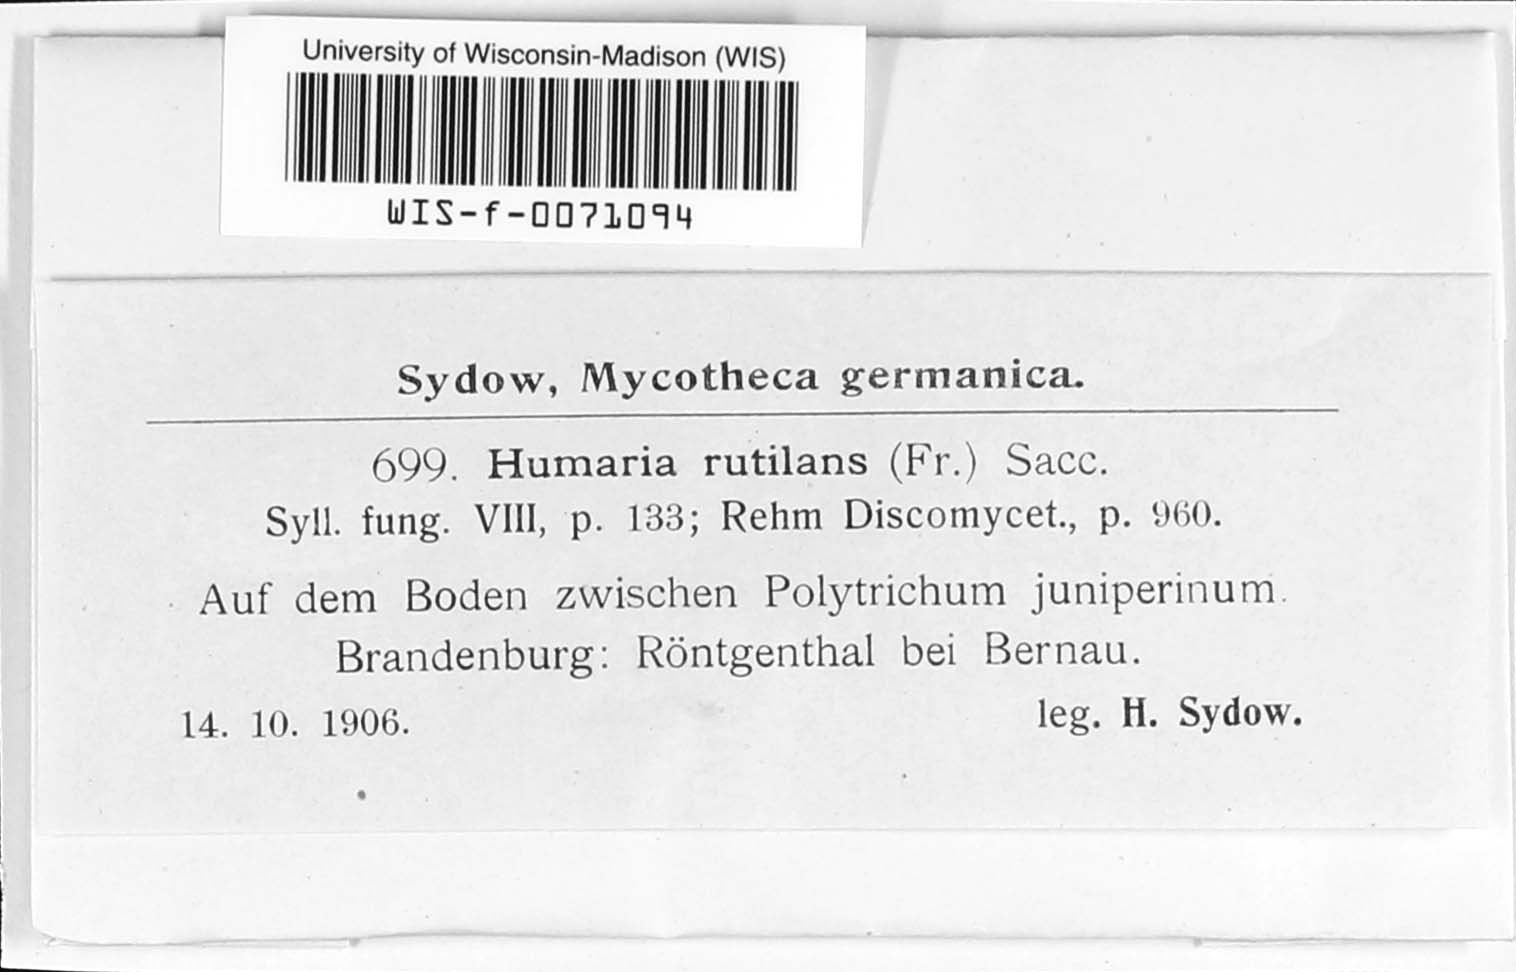 University of Wisconsin-Madison (WIS)
WIS-f-0071094
Sydow, Mycotheca germanica.
699. Humaria rutilans (Fr.) Sacc.
Syll. fung. VIII, p. 133; Rehm Discomycet., p. 960.
Auf dem Boden zwischen Polytrichum juniperinum.
Brandenburg: Röntgenthal bei Bernau.
14. 10. 1906. leg. H. Sydow.